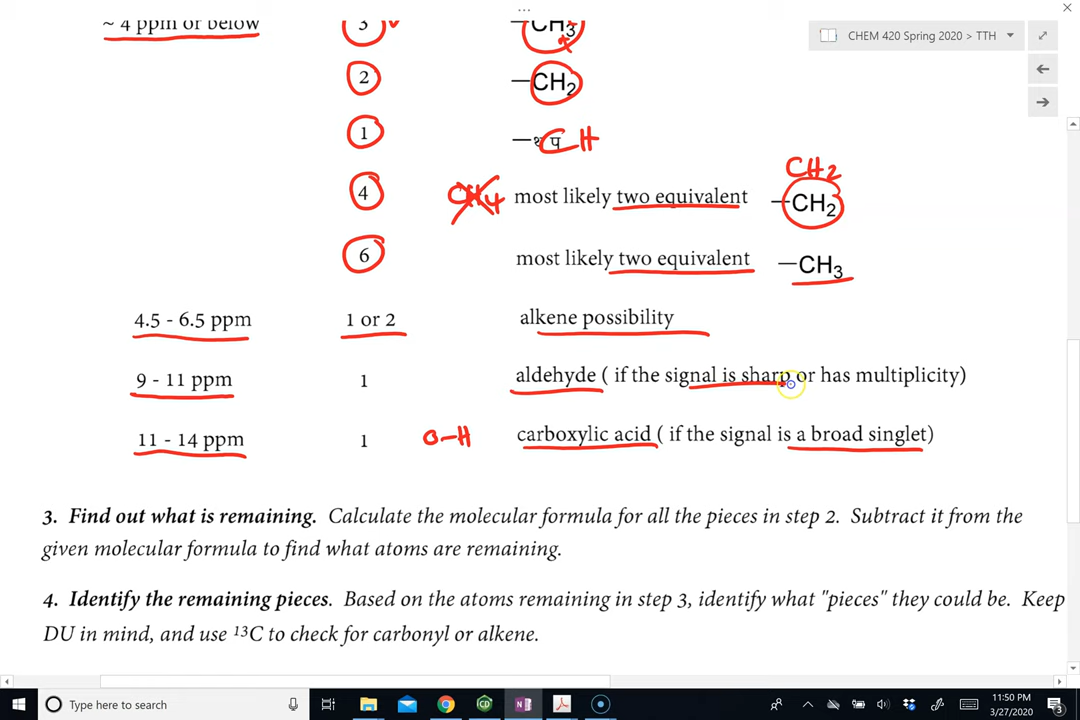 CHEM 420 Spring 2020 > TTH
~ 4 ppm or below 3 —CH3
2 —CH2
1 —थ प CH
CH2
4 CH4 most likely two equivalent —CH2
6 most likely two equivalent —CH3
4.5 - 6.5 ppm 1 or 2 alkene possibility
9 - 11 ppm 1 aldehyde ( if the signal is sharp or has multiplicity)
11 - 14 ppm 1 O-H carboxylic acid ( if the signal is a broad singlet)
3. Find out what is remaining. Calculate the molecular formula for all the pieces in step 2. Subtract it from the
given molecular formula to find what atoms are remaining.
4. Identify the remaining pieces. Based on the atoms remaining in step 3, identify what "pieces" they could be. Keep
DU in mind, and use ¹³C to check for carbonyl or alkene.
Type here to search
11:50 PM
3/27/2020
3